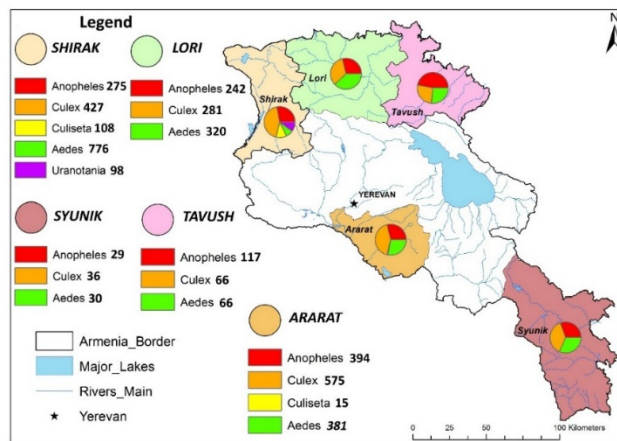 Legend
SHIRAK
Anopheles 275
Culex 427
Culiseta 108
Aedes 776
Uranotania 98
LORI
Anopheles 242
Culex 281
Aedes 320
SYUNIK
Anopheles 29
Culex 36
Aedes 30
TAVUSH
Anopheles 117
Culex 66
Aedes 66
Armenia_Border
Major_Lakes
Rivers_Main
Yerevan
ARARAT
Anopheles 394
Culex 575
Culiseta 15
Aedes 381
N
Lori
Shirak
Tavush
YEREVAN
Ararat
Syunik
0 25 50 100 Kilometers